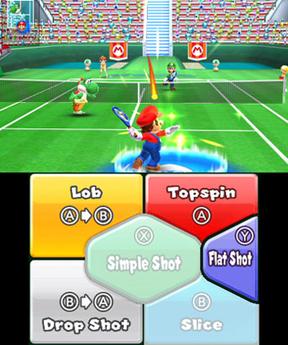 M M
Lob
A ➡ B
Topspin
A
X
Simple Shot
Y
Flat Shot
B ➡ A
Drop Shot
B
Slice